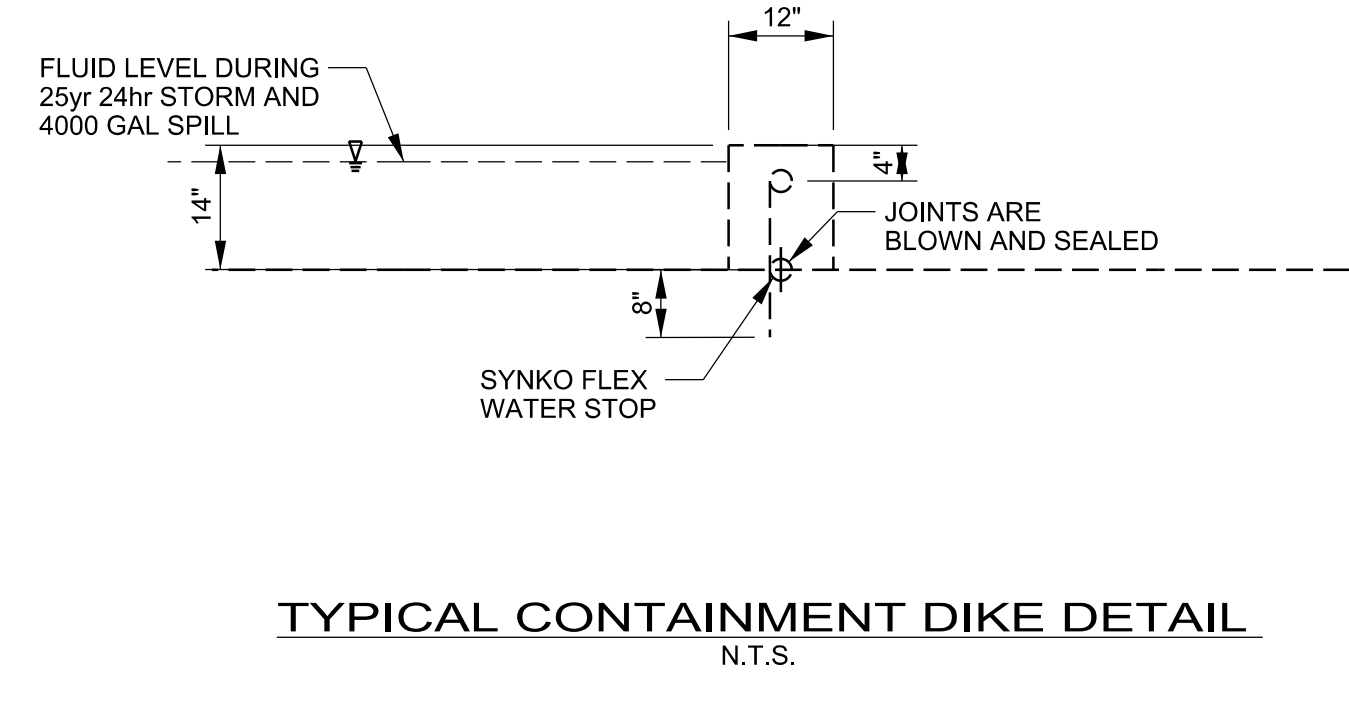 12"
FLUID LEVEL DURING
25yr 24hr STORM AND
4000 GAL SPILL
14"
4"
JOINTS ARE
BLOWN AND SEALED
8"
SYNKO FLEX
WATER STOP
TYPICAL CONTAINMENT DIKE DETAIL
N.T.S.